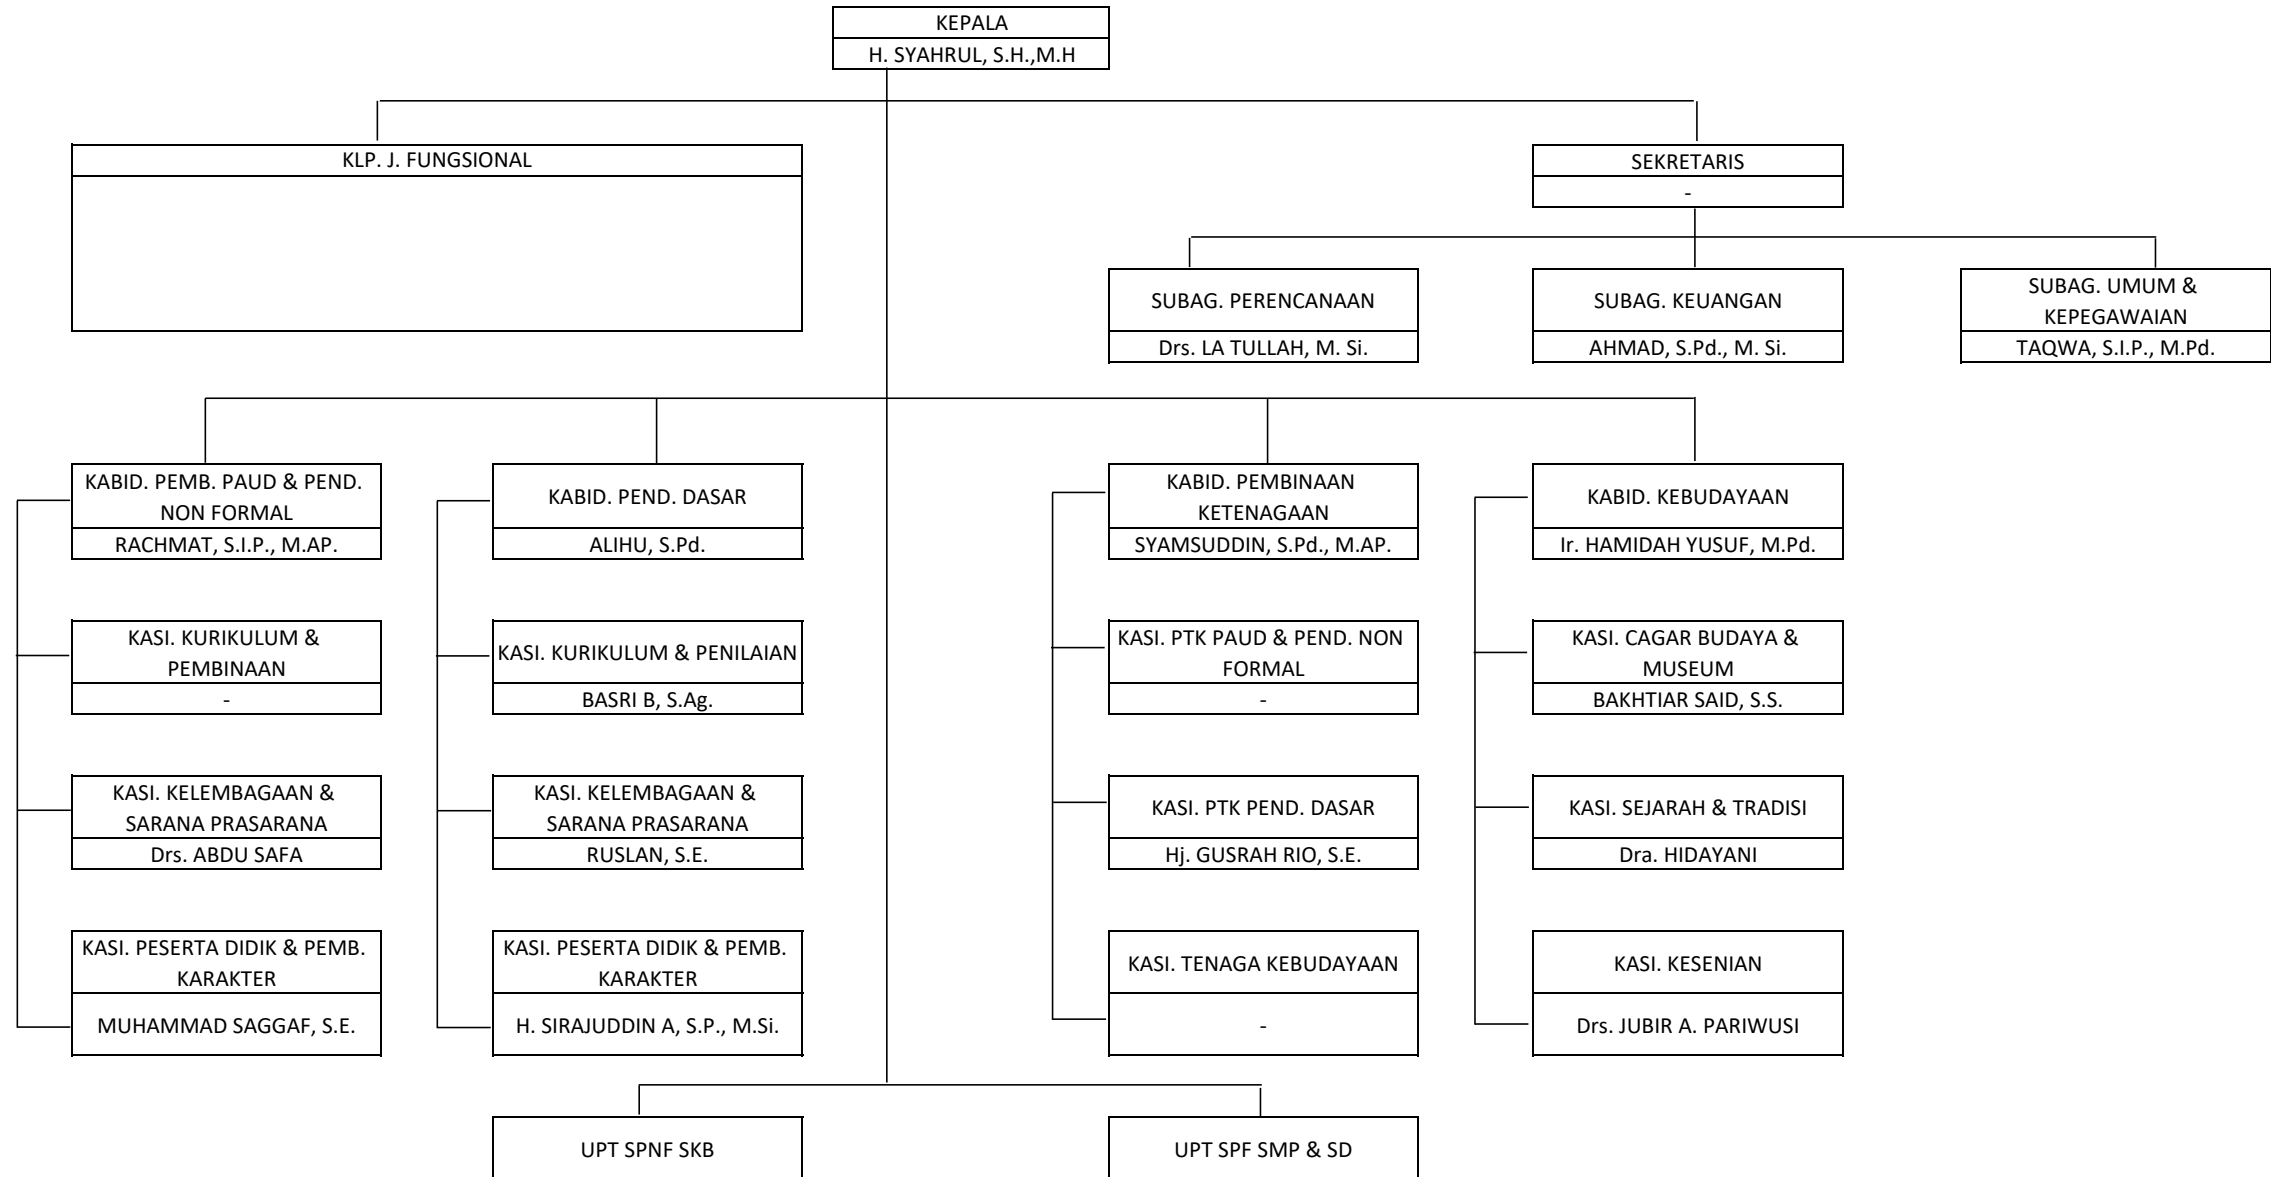 KEPALA
H. SYAHRUL, S.H.,M.H
KLP. J. FUNGSIONAL
SEKRETARIS
-
SUBAG. PERENCANAAN
Drs. LA TULLAH, M. Si.
SUBAG. KEUANGAN
AHMAD, S.Pd., M. Si.
SUBAG. UMUM &
KEPEGAWAIAN
TAQWA, S.I.P., M.Pd.
KABID. PEMB. PAUD & PEND.
NON FORMAL
RACHMAT, S.I.P., M.AP.
KABID. PEND. DASAR
ALIHU, S.Pd.
KABID. PEMBINAAN
KETENAGAAN
SYAMSUDDIN, S.Pd., M.AP.
KABID. KEBUDAYAAN
Ir. HAMIDAH YUSUF, M.Pd.
KASI. KURIKULUM &
PEMBINAAN
-
KASI. KURIKULUM & PENILAIAN
BASRI B, S.Ag.
KASI. PTK PAUD & PEND. NON
FORMAL
-
KASI. CAGAR BUDAYA &
MUSEUM
BAKHTIAR SAID, S.S.
KASI. KELEMBAGAAN &
SARANA PRASARANA
Drs. ABDU SAFA
KASI. KELEMBAGAAN &
SARANA PRASARANA
RUSLAN, S.E.
KASI. PTK PEND. DASAR
Hj. GUSRAH RIO, S.E.
KASI. SEJARAH & TRADISI
Dra. HIDAYANI
KASI. PESERTA DIDIK & PEMB.
KARAKTER
MUHAMMAD SAGGAF, S.E.
KASI. PESERTA DIDIK & PEMB.
KARAKTER
H. SIRAJUDDIN A, S.P., M.Si.
KASI. TENAGA KEBUDAYAAN
-
KASI. KESENIAN
Drs. JUBIR A. PARIWUSI
UPT SPNF SKB
UPT SPF SMP & SD